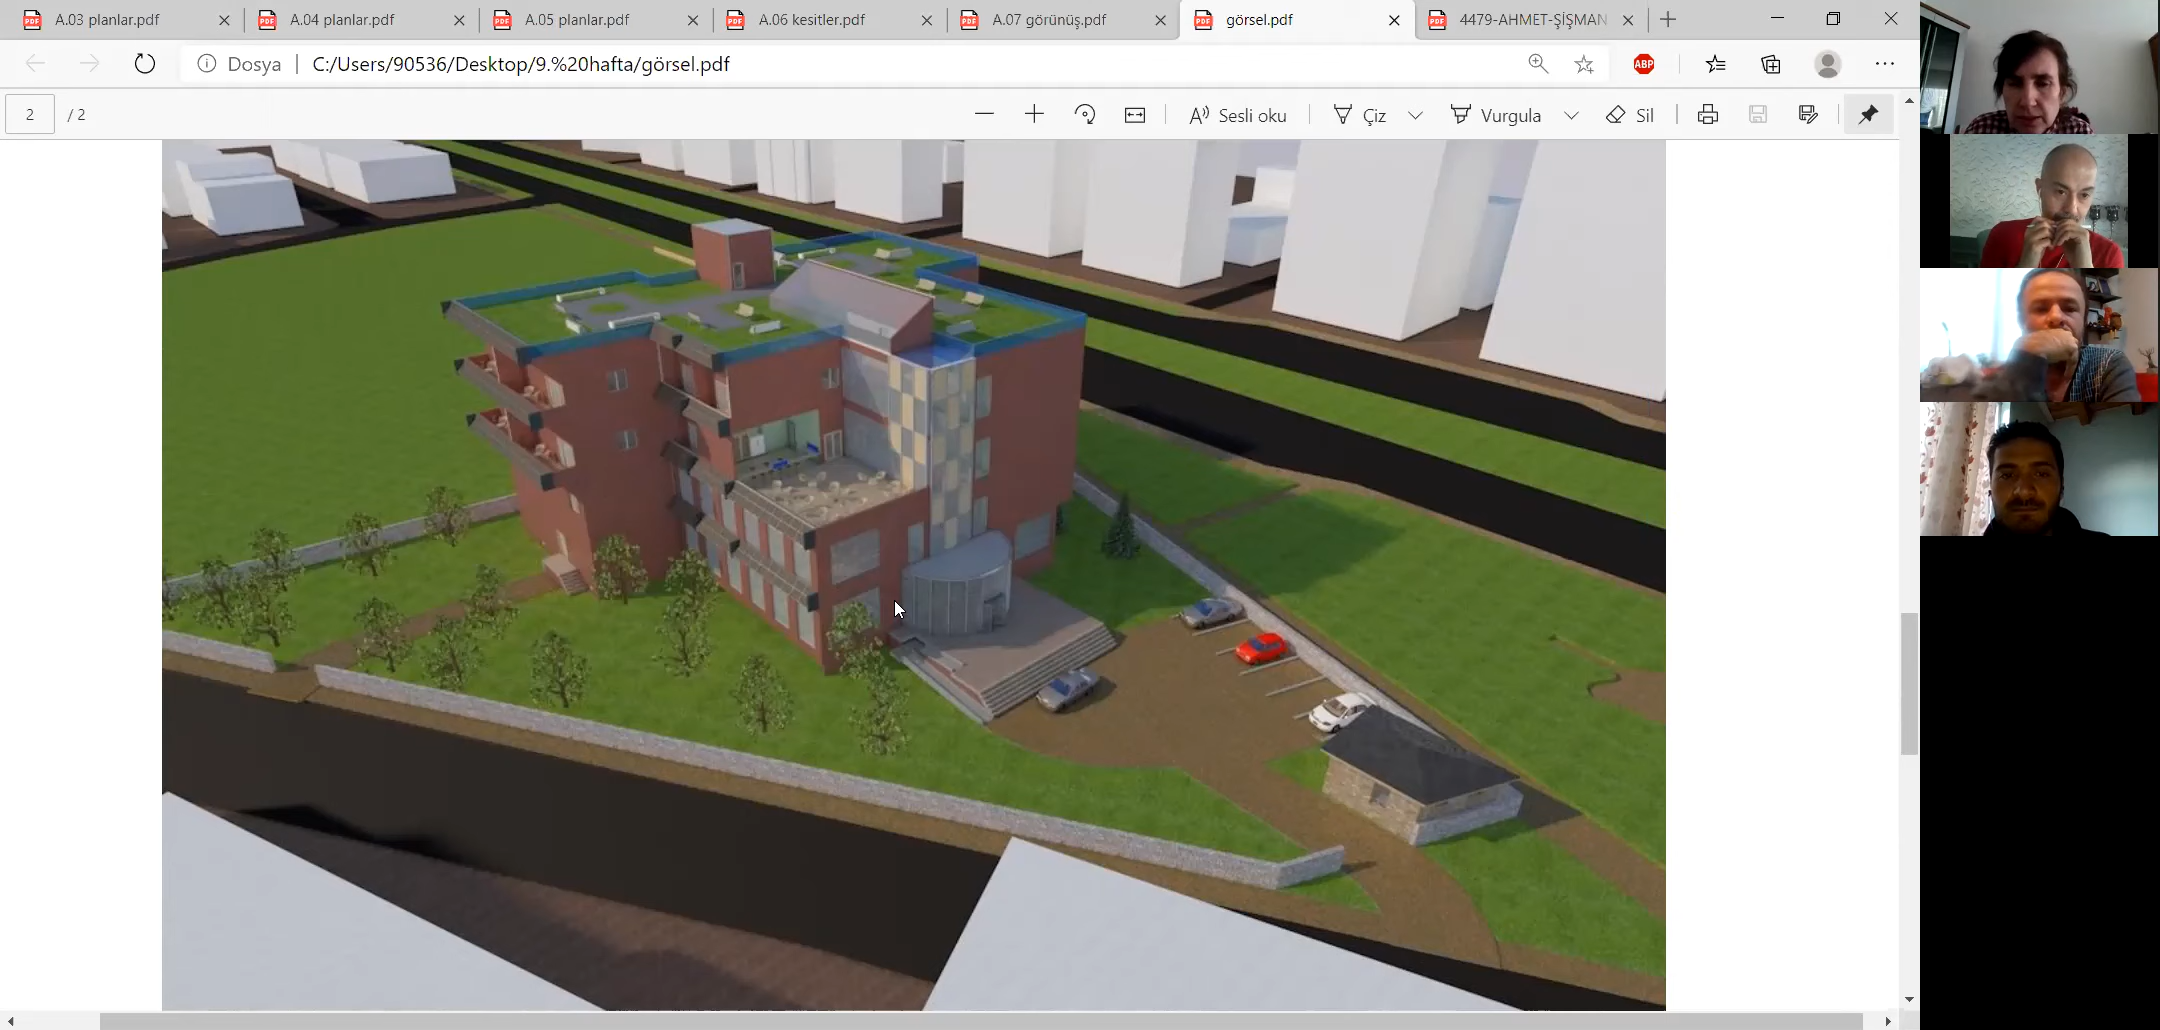 A.03 planlar.pdf
A.04 planlar.pdf
A.05 planlar.pdf
A.06 kesitler.pdf
A.07 görünüş.pdf
görsel.pdf
4479-AHMET-ŞİŞMAN
Dosya
C:/Users/90536/Desktop/9.%20hafta/görsel.pdf
ABP
2 / 2
Sesli oku
Çiz
Vurgula
Sil